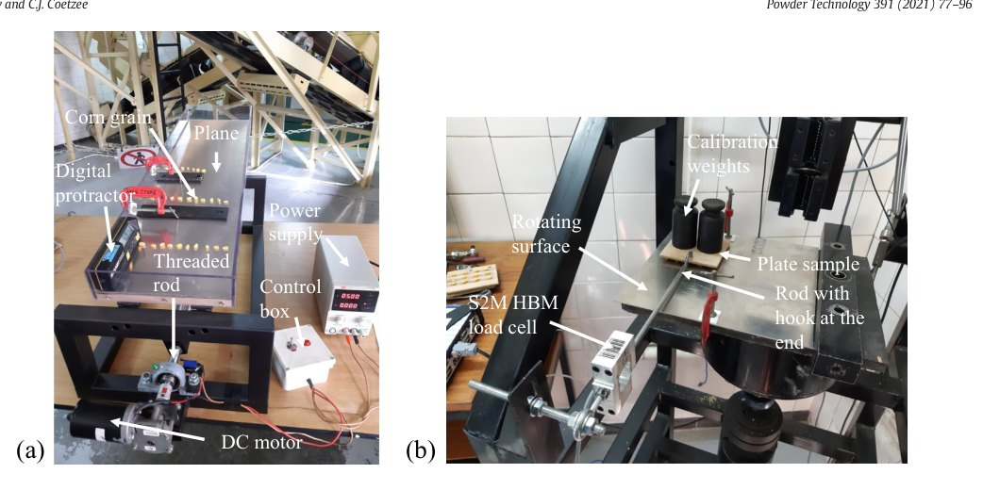 y and C.J. Coetzee
Powder Technology 391 (2021) 77–96
Corn grain
Plane
Digital
protractor
Power
supply
Threaded
rod
Control
box
DC motor
(a)
Calibration
weights
Rotating
surface
Plate sample
S2M HBM
load cell
Rod with
hook at the
end
(b)